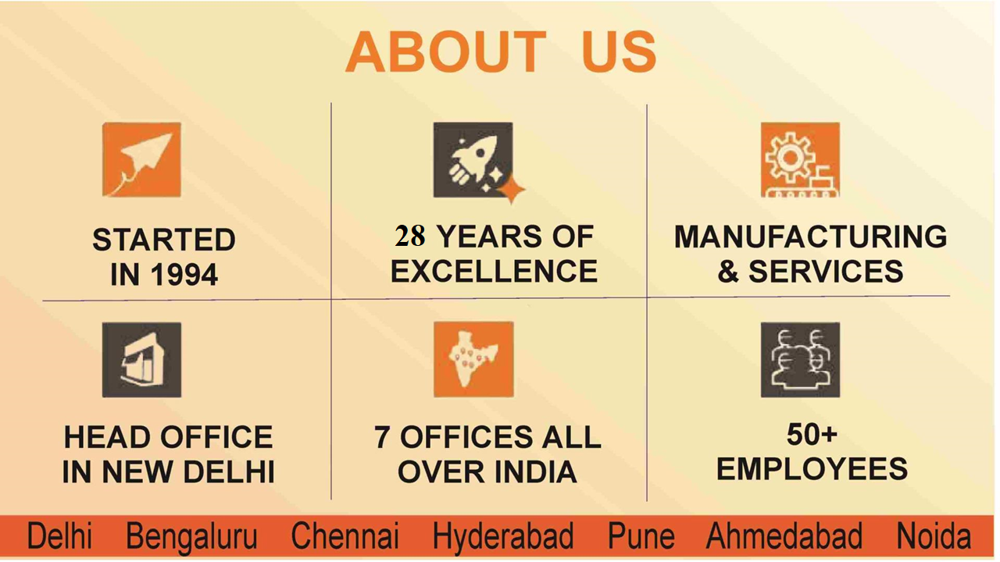 ABOUT US
STARTED
IN 1994
28 YEARS OF
EXCELLENCE
MANUFACTURING
& SERVICES
HEAD OFFICE
IN NEW DELHI
7 OFFICES ALL
OVER INDIA
50+
EMPLOYEES
Delhi Bengaluru Chennai Hyderabad Pune Ahmedabad Noida